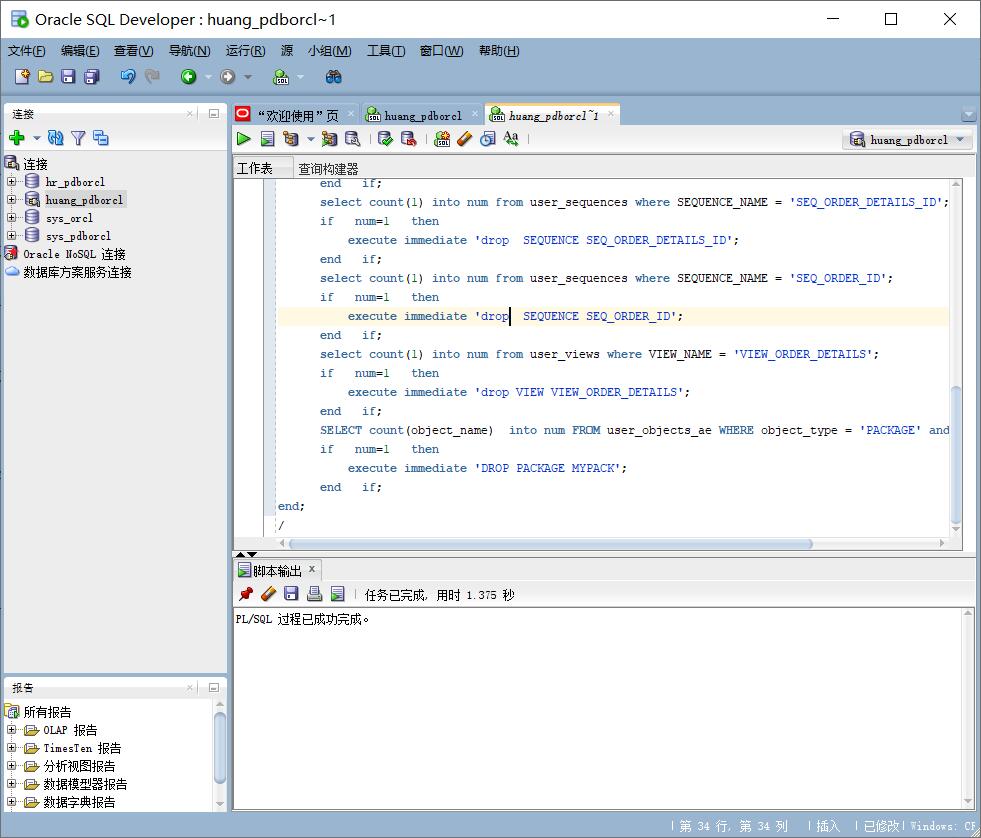 Oracle SQL Developer : huang_pdborcl~1
文件(F) 编辑(E) 查看(V) 导航(N) 运行(R) 源 小组(M) 工具(T) 窗口(W) 帮助(H)
连接
连接
hr_pdborcl
huang_pdborcl
sys_orcl
sys_pdborcl
Oracle NoSQL 连接
数据库方案服务连接
报告
所有报告
OLAP 报告
TimesTen 报告
分析视图报告
数据模型器报告
数据字典报告
“欢迎使用”页 huang_pdborcl huang_pdborcl~1
huang_pdborcl
工作表 查询构建器
end if;
select count(1) into num from user_sequences where SEQUENCE_NAME = 'SEQ_ORDER_DETAILS_ID';
if num=1 then
execute immediate 'drop SEQUENCE SEQ_ORDER_DETAILS_ID';
end if;
select count(1) into num from user_sequences where SEQUENCE_NAME = 'SEQ_ORDER_ID';
if num=1 then
execute immediate 'drop SEQUENCE SEQ_ORDER_ID';
end if;
select count(1) into num from user_views where VIEW_NAME = 'VIEW_ORDER_DETAILS';
if num=1 then
execute immediate 'drop VIEW VIEW_ORDER_DETAILS';
end if;
SELECT count(object_name) into num FROM user_objects_ae WHERE object_type = 'PACKAGE' and
if num=1 then
execute immediate 'DROP PACKAGE MYPACK';
end if;
end;
/
脚本输出 x
任务已完成, 用时 1.375 秒
PL/SQL 过程已成功完成。
第 34 行, 第 34 列 插入 已修改 Windows: CR